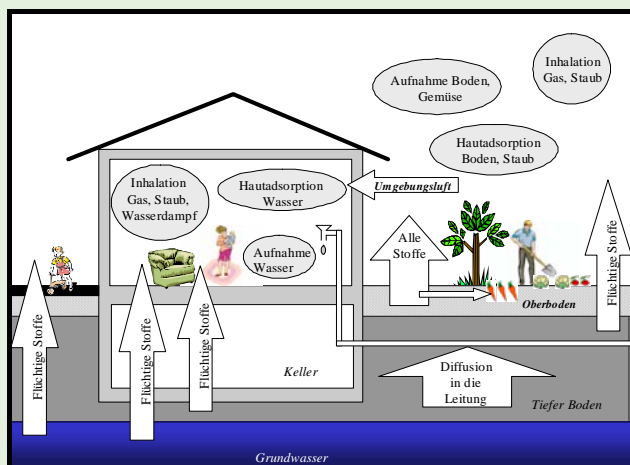 Inhalation
Gas, Staub
Aufnahme Boden,
Gemüse
Hautadsorption
Boden, Staub
Inhalation
Gas, Staub,
Wasserdampf
Hautadsorption
Wasser
Umgebungsluft
Aufnahme
Wasser
Alle
Stoffe
Flüchtige Stoffe
Oberboden
Flüchtige Stoffe
Flüchtige Stoffe
Flüchtige Stoffe
Keller
Diffusion
in die
Leitung
Tiefer Boden
Grundwasser